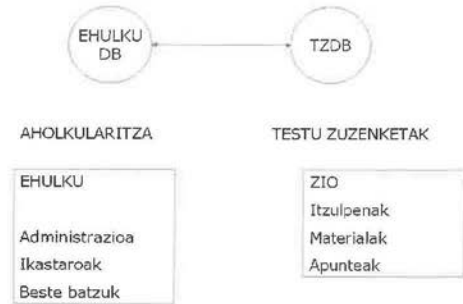 EHULKU
DB
TZDB
AHOLKULARITZA
TESTU ZUZENKETAK
EHULKU
Administrazioa
Ikastaroak
Beste batzuk
ZIO
Itzulpenak
Materialak
Apunteak